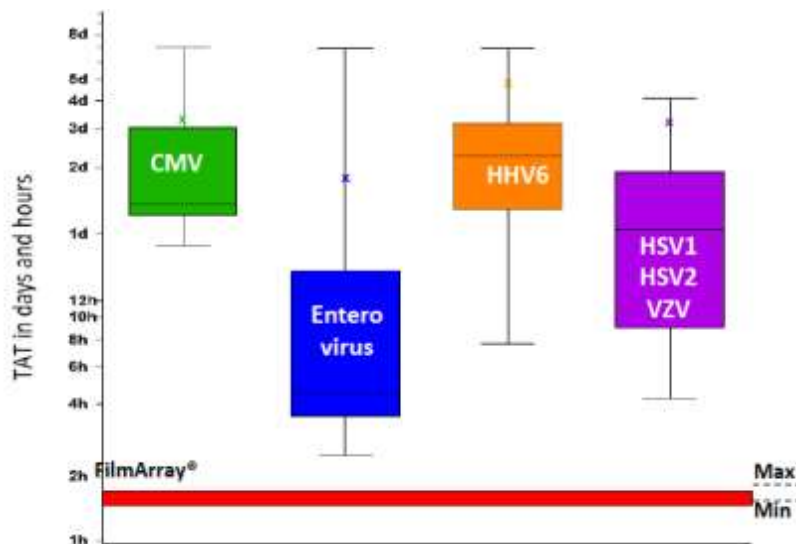 TAT in days and hours
8d
5d
4d
3d
2d
1d
12h
10h
8h
6h
4h
2h
1h
CMV
Entero
virus
HHV6
HSV1
HSV2
VZV
FilmArray®
Max
Min